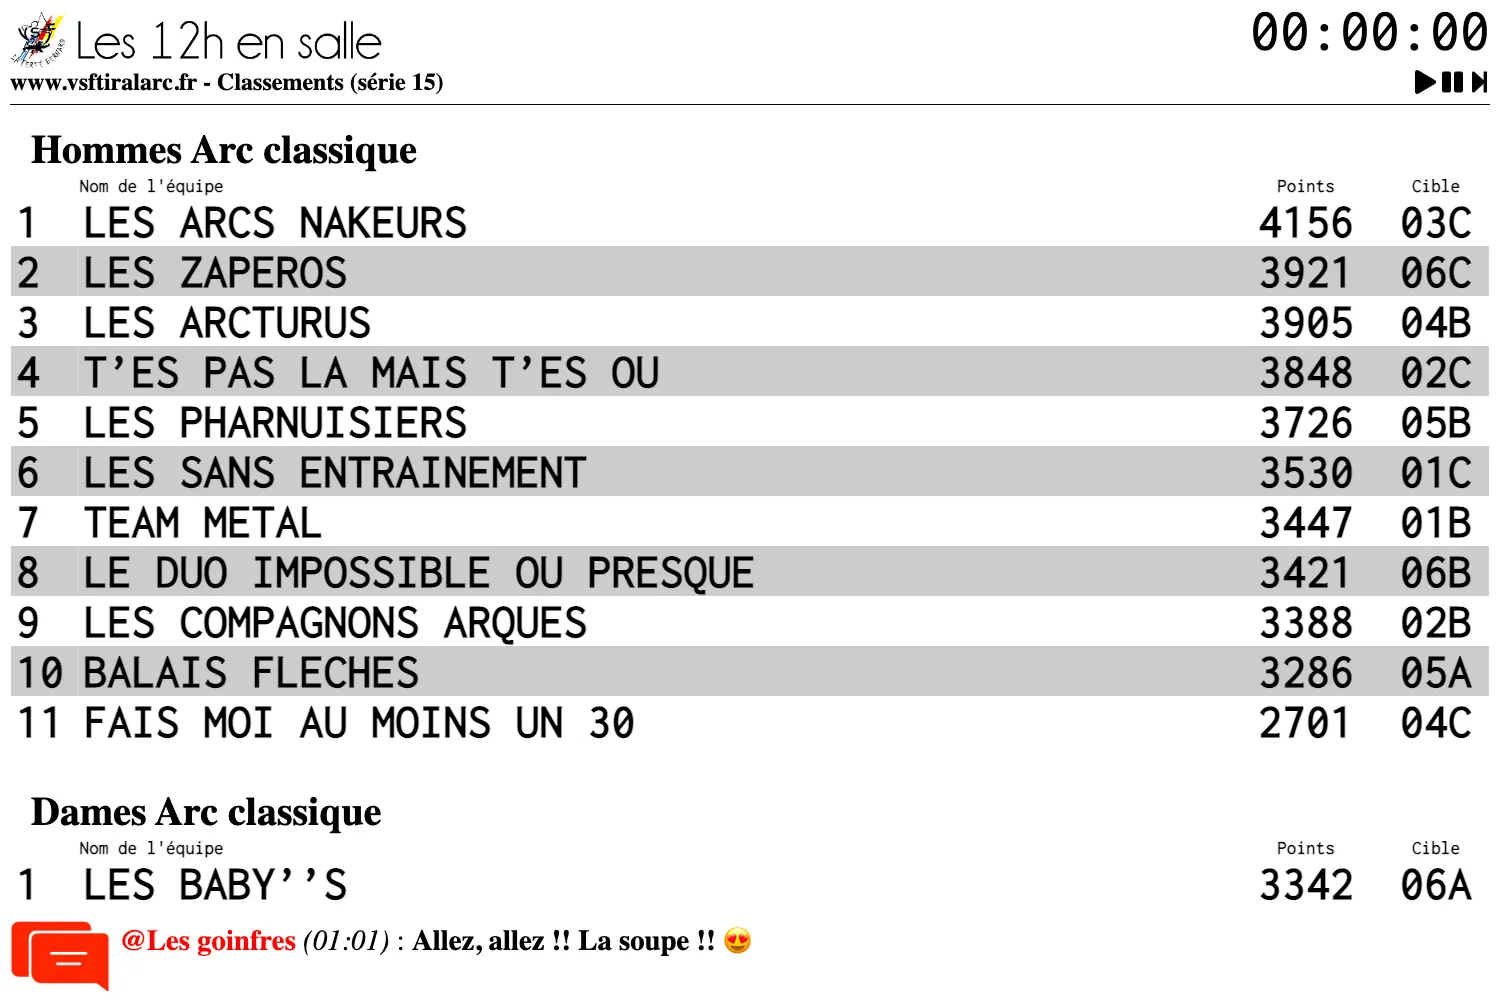 Les 12h en salle
00:00:00
www.vsftiralarc.fr - Classements (série 15)
Hommes Arc classique
Nom de l'équipe Points Cible
1 LES ARCS NAKEURS 4156 03C
2 LES ZAPEROS 3921 06C
3 LES ARCTURUS 3905 04B
4 T’ES PAS LA MAIS T’ES OU 3848 02C
5 LES PHARNUISIERS 3726 05B
6 LES SANS ENTRAINEMENT 3530 01C
7 TEAM METAL 3447 01B
8 LE DUO IMPOSSIBLE OU PRESQUE 3421 06B
9 LES COMPAGNONS ARQUES 3388 02B
10 BALAIS FLECHES 3286 05A
11 FAIS MOI AU MOINS UN 30 2701 04C
Dames Arc classique
Nom de l'équipe Points Cible
1 LES BABY’’S 3342 06A
@Les goinfres (01:01) : Allez, allez !! La soupe !! 😍